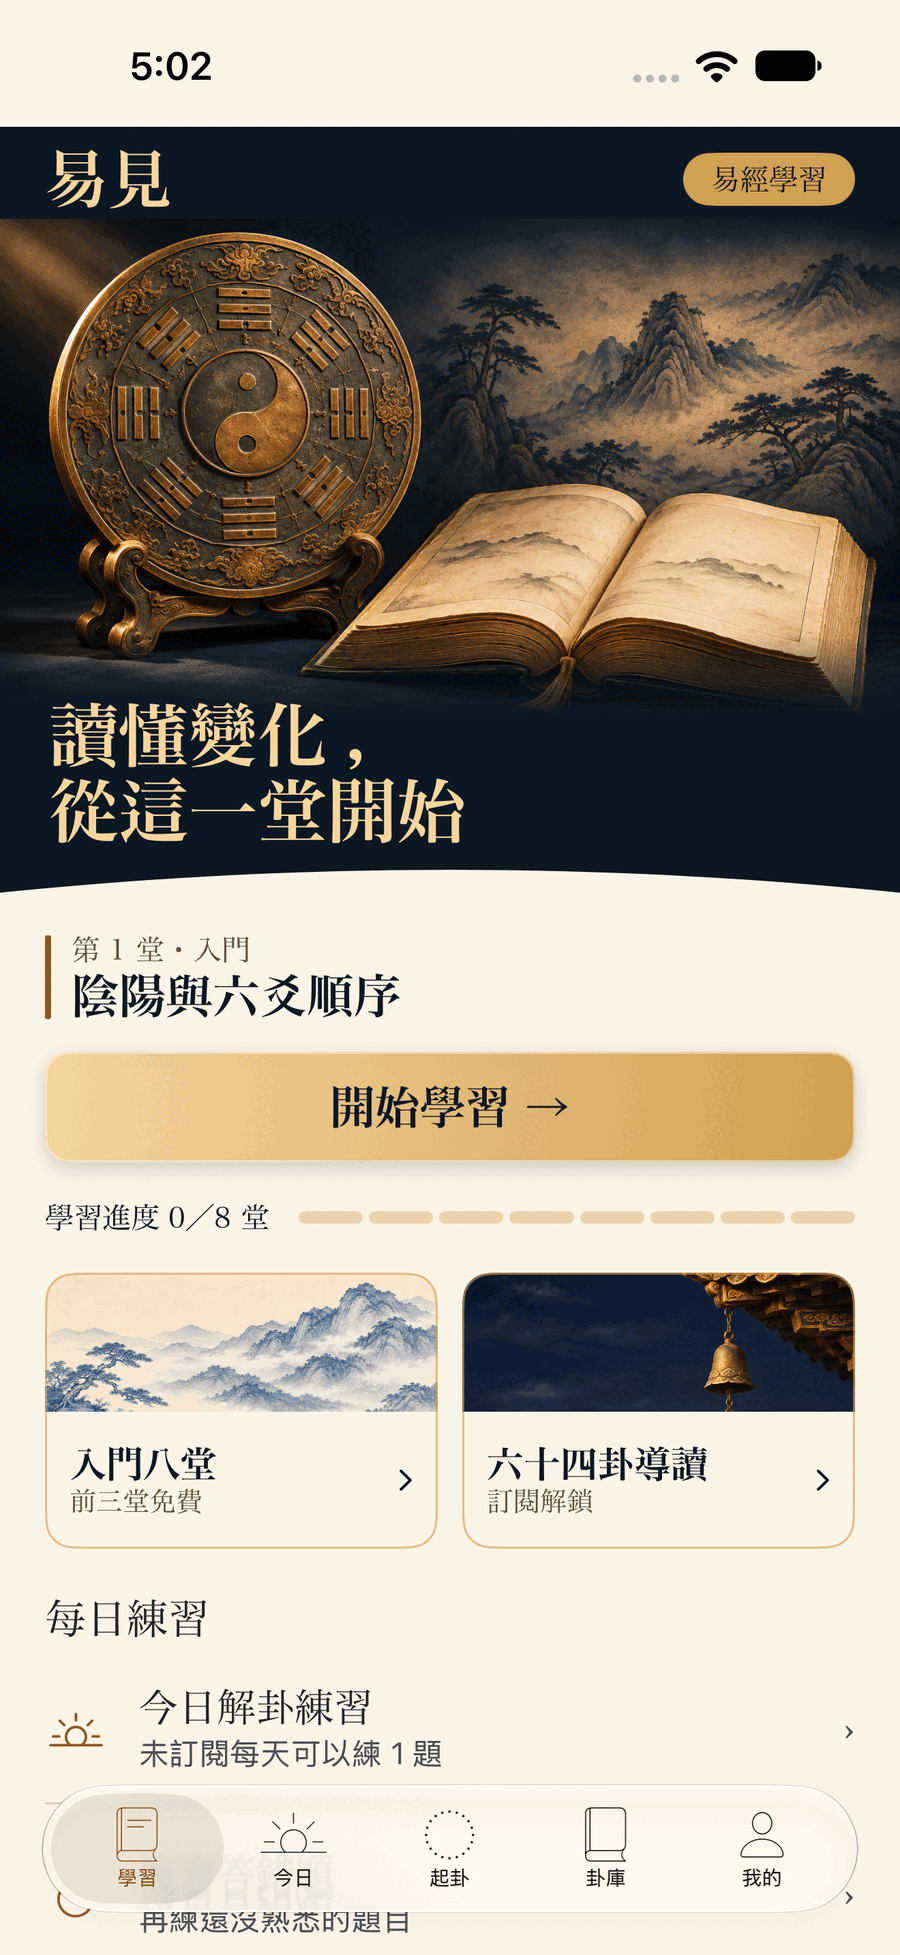 5:02
易見
易經學習
讀懂變化，
從這一堂開始
第 1 堂・入門
陰陽與六爻順序
開始學習 →
學習進度 0／8 堂
入門八堂
前三堂免費
六十四卦導讀
訂閱解鎖
每日練習
今日解卦練習
未訂閱每天可以練 1 題
再練還沒熟悉的題目
學習
今日
起卦
卦庫
我的